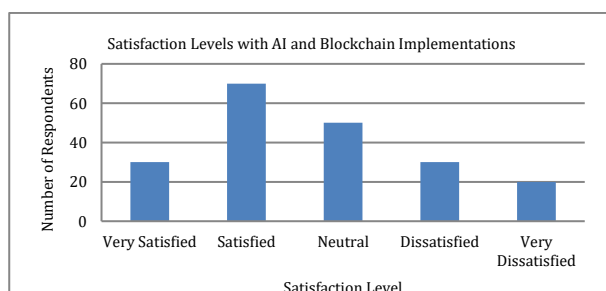 Satisfaction Levels with AI and Blockchain Implementations
Number of Respondents
80
60
40
20
0
Very Satisfied
Satisfied
Neutral
Dissatisfied
Very
Dissatisfied
Satisfaction Level